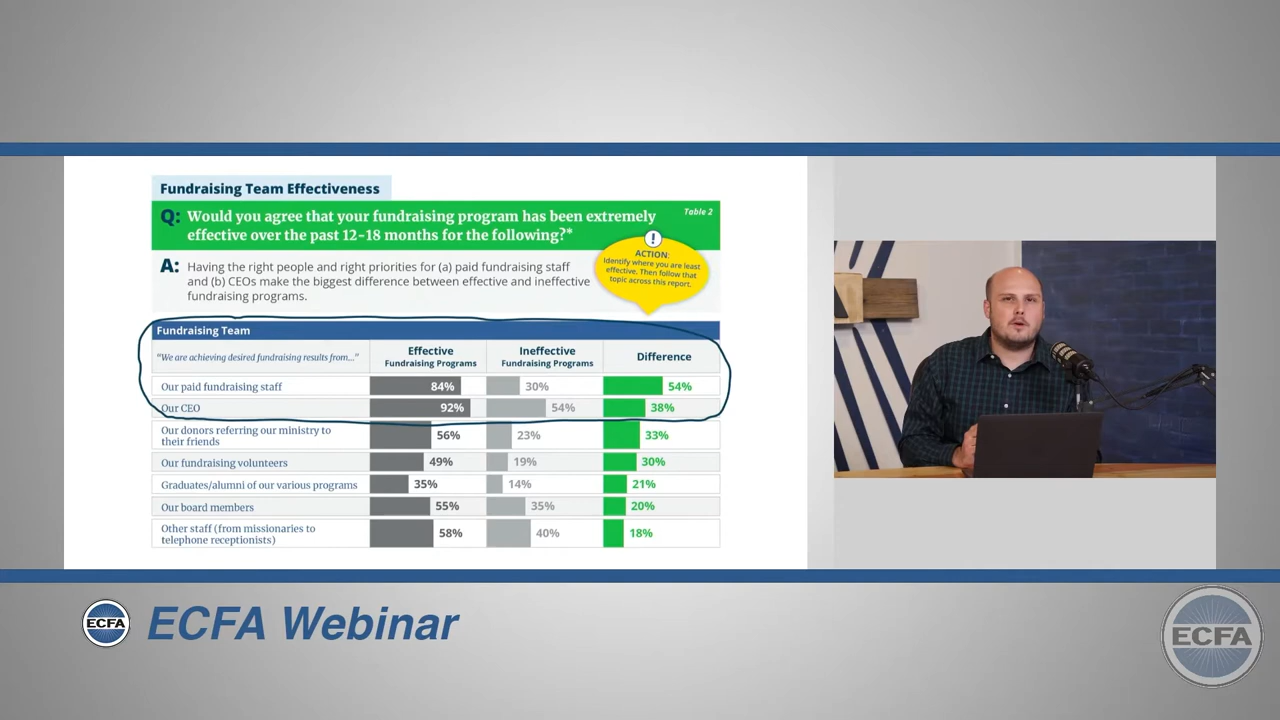 Fundraising Team Effectiveness
Q: Would you agree that your fundraising program has been extremely
effective over the past 12-18 months for the following?*
Table 2
A: Having the right people and right priorities for (a) paid fundraising staff
and (b) CEOs make the biggest difference between effective and ineffective
fundraising programs.
!
ACTION:
Identify where you are least
effective. Then follow that
topic across this report.
Fundraising Team
"We are achieving desired fundraising results from..."
Effective
Fundraising Programs
Ineffective
Fundraising Programs
Difference
Our paid fundraising staff 84% 30% 54%
Our CEO 92% 54% 38%
Our donors referring our ministry to
their friends
56% 23% 33%
Our fundraising volunteers 49% 19% 30%
Graduates/alumni of our various programs 35% 14% 21%
Our board members 55% 35% 20%
Other staff (from missionaries to
telephone receptionists)
58% 40% 18%
ECFA
ECFA Webinar
ECFA